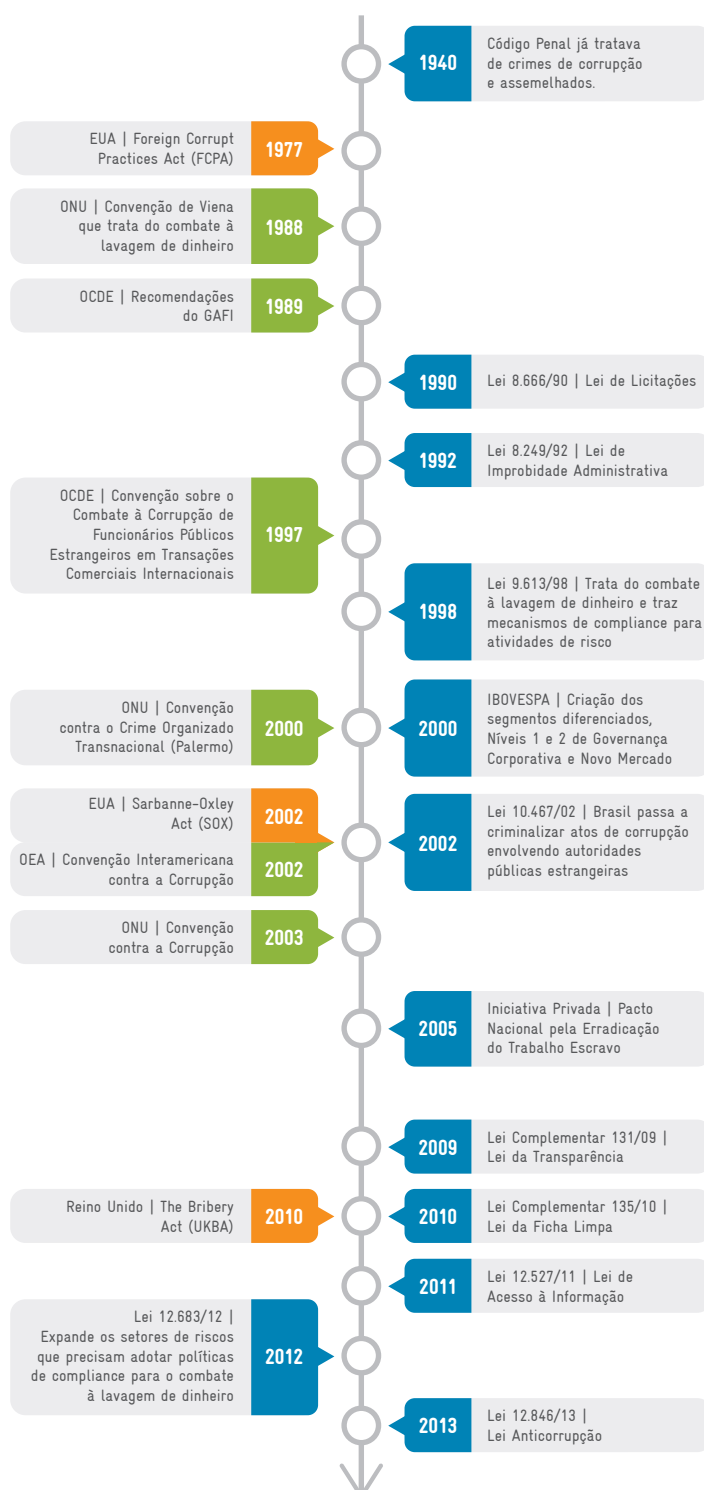 1940
Código Penal já tratava
de crimes de corrupção
e assemelhados.
EUA | Foreign Corrupt
Practices Act (FCPA)
1977
ONU | Convenção de Viena
que trata do combate à
lavagem de dinheiro
1988
OCDE | Recomendações
do GAFI
1989
1990
Lei 8.666/90 | Lei de Licitações
1992
Lei 8.249/92 | Lei de
Improbidade Administrativa
OCDE | Convenção sobre o
Combate à Corrupção de
Funcionários Públicos
Estrangeiros em Transações
Comerciais Internacionais
1997
1998
Lei 9.613/98 | Trata do combate
à lavagem de dinheiro e traz
mecanismos de compliance para
atividades de risco
ONU | Convenção
contra o Crime Organizado
Transnacional (Palermo)
2000
2000
IBOVESPA | Criação dos
segmentos diferenciados,
Níveis 1 e 2 de Governança
Corporativa e Novo Mercado
EUA | Sarbanne-Oxley
Act (SOX)
2002
OEA | Convenção Interamericana
contra a Corrupção
2002
2002
Lei 10.467/02 | Brasil passa a
criminalizar atos de corrupção
envolvendo autoridades
públicas estrangeiras
ONU | Convenção
contra a Corrupção
2003
2005
Iniciativa Privada | Pacto
Nacional pela Erradicação
do Trabalho Escravo
2009
Lei Complementar 131/09 |
Lei da Transparência
Reino Unido | The Bribery
Act (UKBA)
2010
2010
Lei Complementar 135/10 |
Lei da Ficha Limpa
2011
Lei 12.527/11 | Lei de
Acesso à Informação
Lei 12.683/12 |
Expande os setores de riscos
que precisam adotar políticas
de compliance para o combate
à lavagem de dinheiro
2012
2013
Lei 12.846/13 |
Lei Anticorrupção